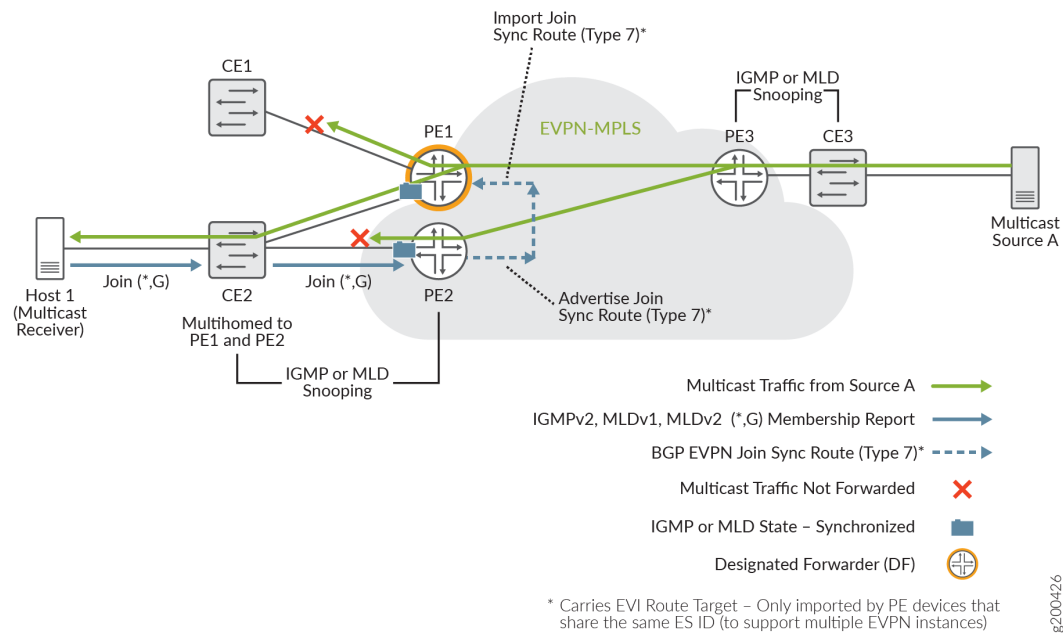 Import Join
Sync Route (Type 7)*
CE1
IGMP or MLD
Snooping
PE1
EVPN-MPLS
PE3
CE3
Multicast
Source A
Join (*,G)
Join (*,G)
Host 1
(Multicast
Receiver)
CE2
PE2
Advertise Join
Sync Route (Type 7)*
Multihomed to
PE1 and PE2
IGMP or MLD
Snooping
Multicast Traffic from Source A
IGMPv2, MLDv1, MLDv2 (*,G) Membership Report
BGP EVPN Join Sync Route (Type 7)*
Multicast Traffic Not Forwarded
IGMP or MLD State – Synchronized
Designated Forwarder (DF)
* Carries EVI Route Target – Only imported by PE devices that
share the same ES ID (to support multiple EVPN instances)
g200426